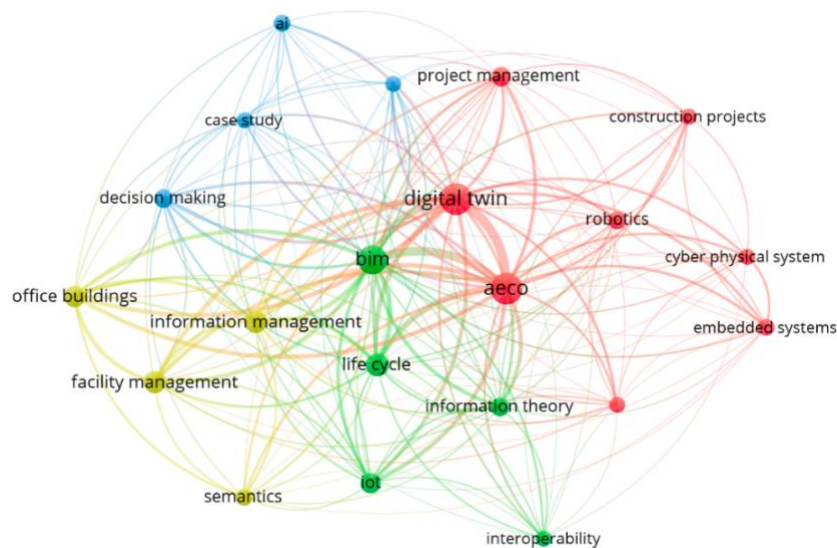 ai
project management
case study
construction projects
decision making
digital twin
robotics
bim
cyber physical system
aeco
office buildings
information management
embedded systems
life cycle
facility management
information theory
iot
semantics
interoperability